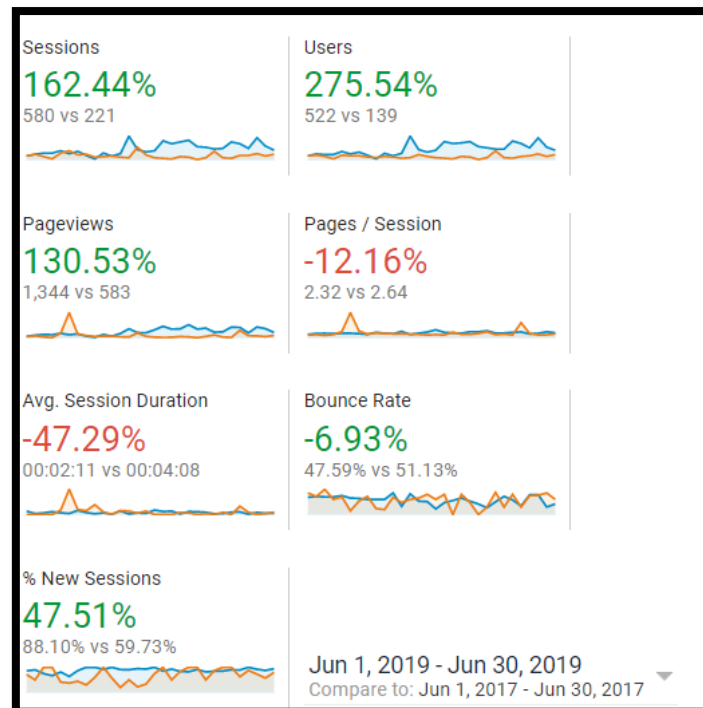 Sessions
162.44%
580 vs 221
Users
275.54%
522 vs 139
Pageviews
130.53%
1,344 vs 583
Pages / Session
-12.16%
2.32 vs 2.64
Avg. Session Duration
-47.29%
00:02:11 vs 00:04:08
Bounce Rate
-6.93%
47.59% vs 51.13%
% New Sessions
47.51%
88.10% vs 59.73%
Jun 1, 2019 - Jun 30, 2019
Compare to: Jun 1, 2017 - Jun 30, 2017